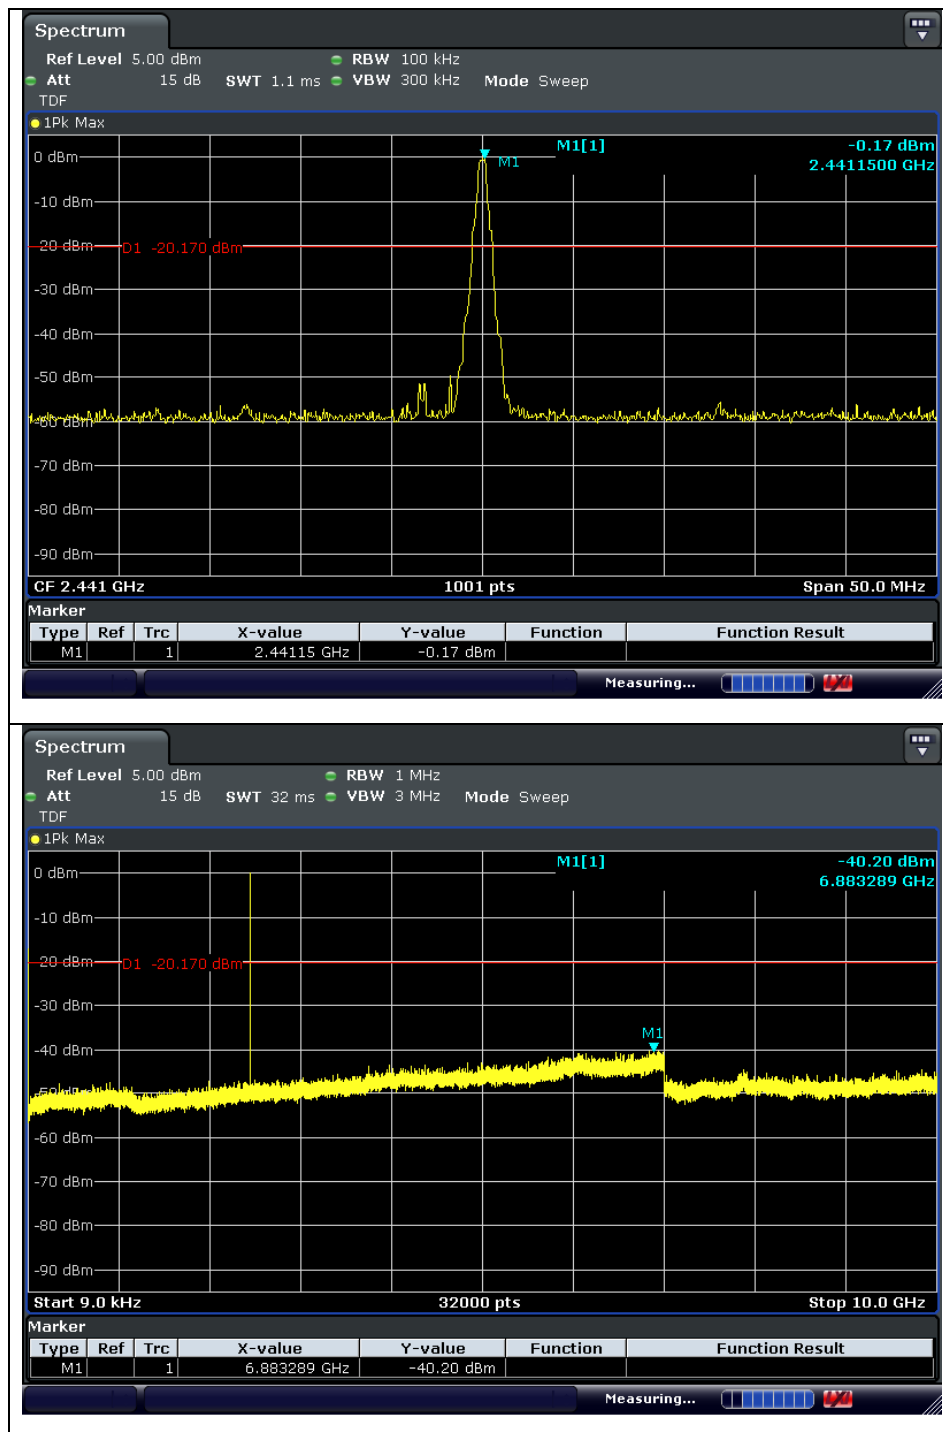 Spectrum
Ref Level 5.00 dBm RBW 100 kHz
Att 15 dB SWT 1.1 ms VBW 300 kHz Mode Sweep
TDF
1Pk Max
M1[1] -0.17 dBm
2.4411500 GHz
0 dBm
M1
-10 dBm
-20 dBm
D1 -20.170 dBm
-30 dBm
-40 dBm
-50 dBm
-60 dBm
-70 dBm
-80 dBm
-90 dBm
CF 2.441 GHz 1001 pts Span 50.0 MHz
Marker
Type Ref Trc X-value Y-value Function Function Result
M1 1 2.44115 GHz -0.17 dBm
Measuring...
Spectrum
Ref Level 5.00 dBm RBW 1 MHz
Att 15 dB SWT 32 ms VBW 3 MHz Mode Sweep
TDF
1Pk Max
M1[1] -40.20 dBm
6.883289 GHz
0 dBm
-10 dBm
-20 dBm
D1 -20.170 dBm
-30 dBm
M1
-40 dBm
-50 dBm
-60 dBm
-70 dBm
-80 dBm
-90 dBm
Start 9.0 kHz 32000 pts Stop 10.0 GHz
Marker
Type Ref Trc X-value Y-value Function Function Result
M1 1 6.883289 GHz -40.20 dBm
Measuring...